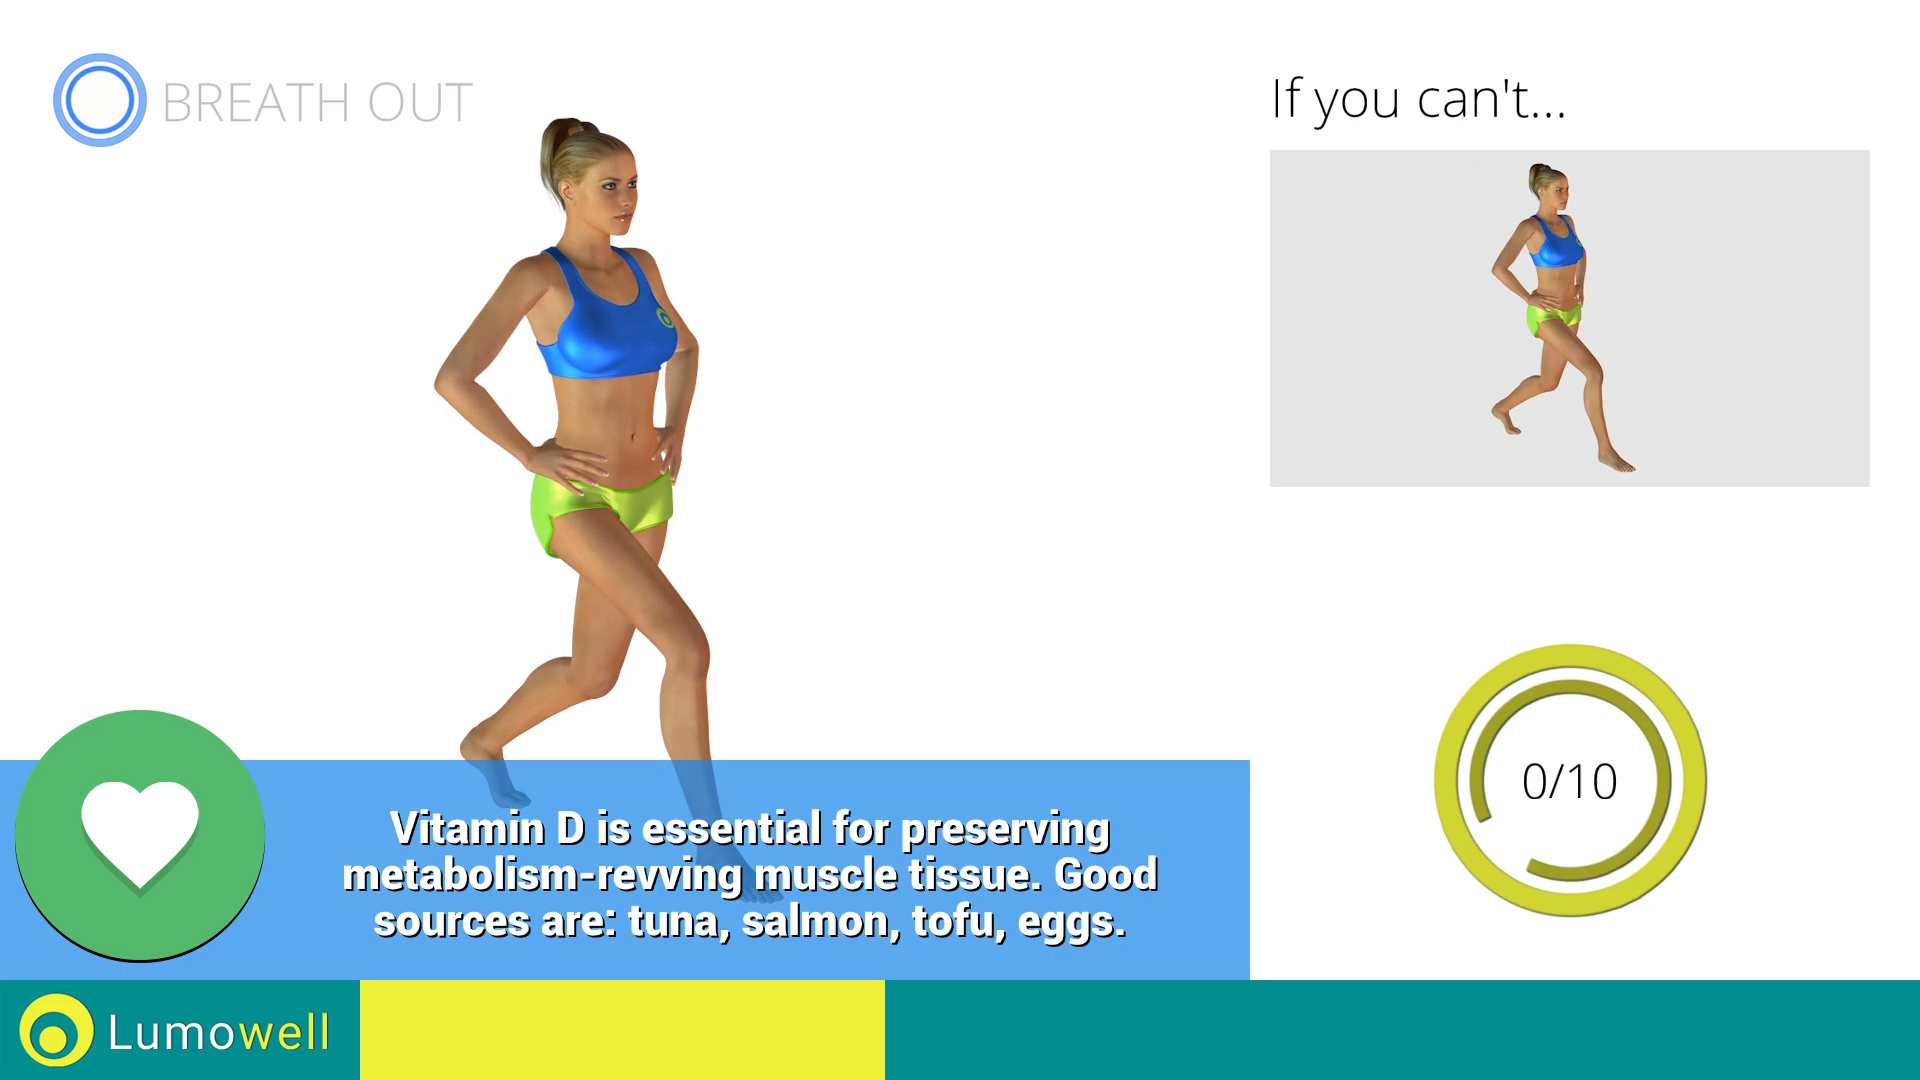 BREATH OUT
If you can't...
0/10
Vitamin D is essential for preserving
metabolism-revving muscle tissue. Good
sources are: tuna, salmon, tofu, eggs.
Lumowell